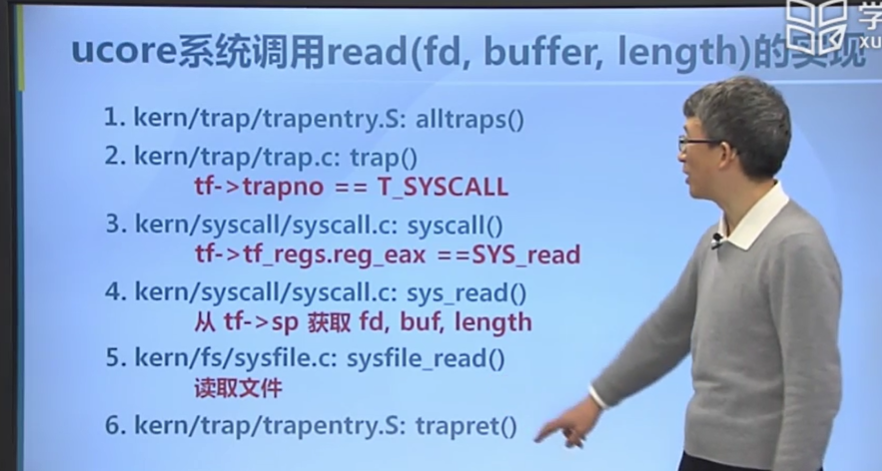 ucore系统调用read(fd, buffer, length)的实现
1. kern/trap/trapentry.S: alltraps()
2. kern/trap/trap.c: trap()
tf->trapno == T_SYSCALL
3. kern/syscall/syscall.c: syscall()
tf->tf_regs.reg_eax ==SYS_read
4. kern/syscall/syscall.c: sys_read()
从 tf->sp 获取 fd, buf, length
5. kern/fs/sysfile.c: sysfile_read()
读取文件
6. kern/trap/trapentry.S: trapret()